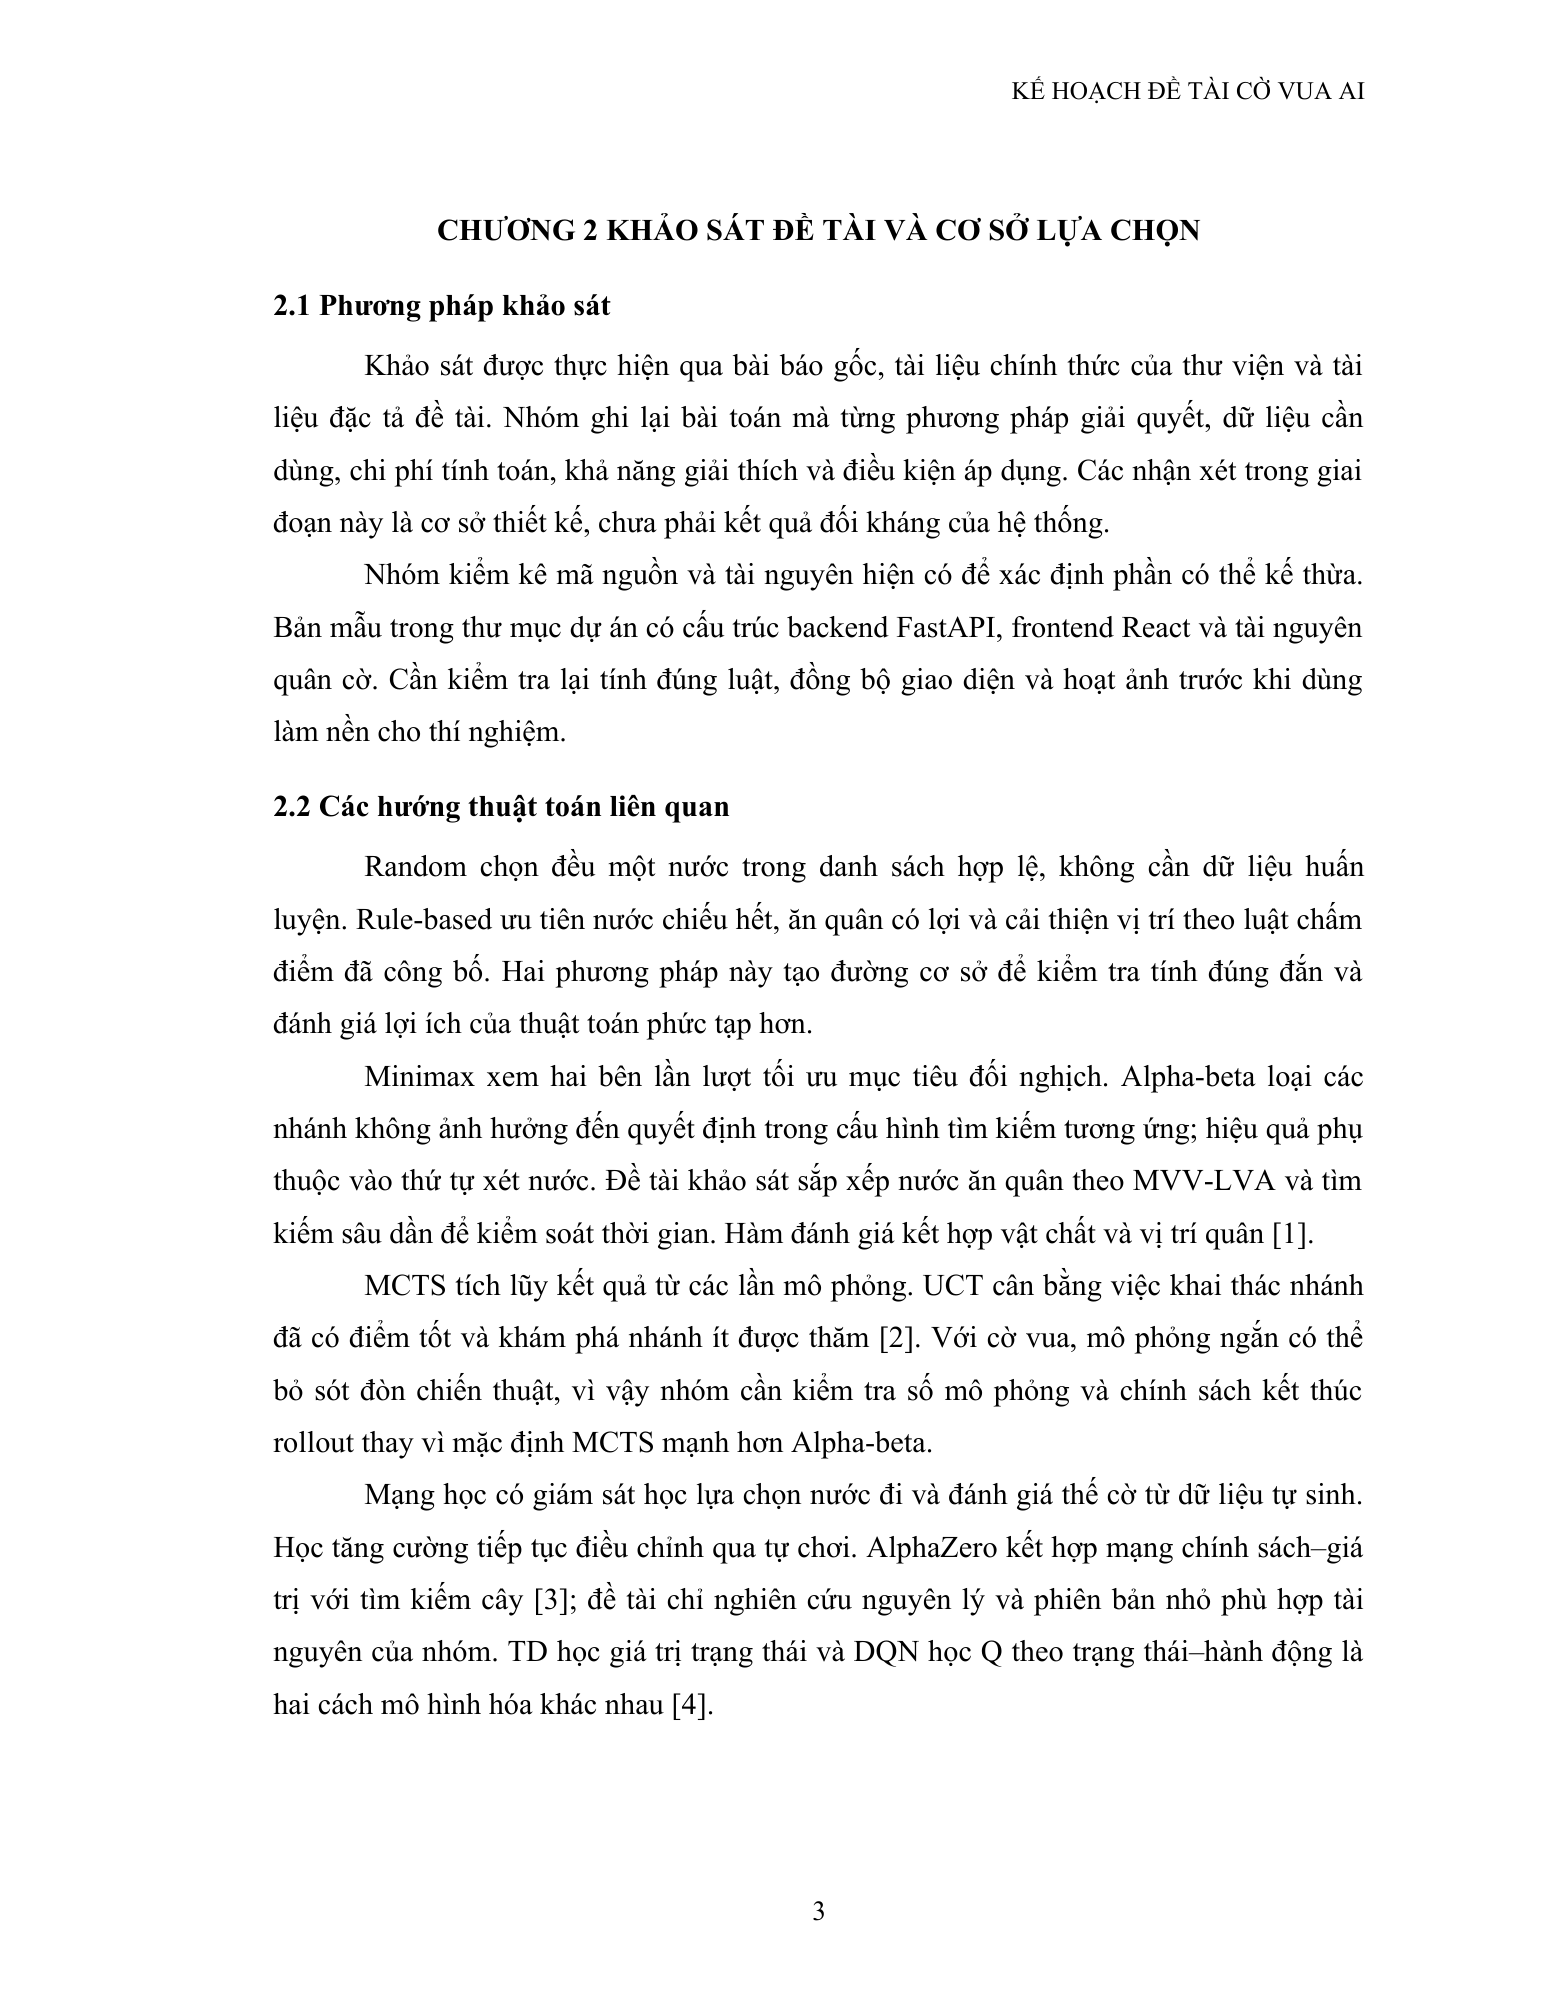 KẾ HOẠCH ĐỀ TÀI CỜ VUA AI
CHƯƠNG 2 KHẢO SÁT ĐỀ TÀI VÀ CƠ SỞ LỰA CHỌN
2.1 Phương pháp khảo sát
Khảo sát được thực hiện qua bài báo gốc, tài liệu chính thức của thư viện và tài
liệu đặc tả đề tài. Nhóm ghi lại bài toán mà từng phương pháp giải quyết, dữ liệu cần
dùng, chi phí tính toán, khả năng giải thích và điều kiện áp dụng. Các nhận xét trong giai
đoạn này là cơ sở thiết kế, chưa phải kết quả đối kháng của hệ thống.
Nhóm kiểm kê mã nguồn và tài nguyên hiện có để xác định phần có thể kế thừa.
Bản mẫu trong thư mục dự án có cấu trúc backend FastAPI, frontend React và tài nguyên
quân cờ. Cần kiểm tra lại tính đúng luật, đồng bộ giao diện và hoạt ảnh trước khi dùng
làm nền cho thí nghiệm.
2.2 Các hướng thuật toán liên quan
Random chọn đều một nước trong danh sách hợp lệ, không cần dữ liệu huấn
luyện. Rule-based ưu tiên nước chiếu hết, ăn quân có lợi và cải thiện vị trí theo luật chấm
điểm đã công bố. Hai phương pháp này tạo đường cơ sở để kiểm tra tính đúng đắn và
đánh giá lợi ích của thuật toán phức tạp hơn.
Minimax xem hai bên lần lượt tối ưu mục tiêu đối nghịch. Alpha-beta loại các
nhánh không ảnh hưởng đến quyết định trong cấu hình tìm kiếm tương ứng; hiệu quả phụ
thuộc vào thứ tự xét nước. Đề tài khảo sát sắp xếp nước ăn quân theo MVV-LVA và tìm
kiếm sâu dần để kiểm soát thời gian. Hàm đánh giá kết hợp vật chất và vị trí quân [1].
MCTS tích lũy kết quả từ các lần mô phỏng. UCT cân bằng việc khai thác nhánh
đã có điểm tốt và khám phá nhánh ít được thăm [2]. Với cờ vua, mô phỏng ngắn có thể
bỏ sót đòn chiến thuật, vì vậy nhóm cần kiểm tra số mô phỏng và chính sách kết thúc
rollout thay vì mặc định MCTS mạnh hơn Alpha-beta.
Mạng học có giám sát học lựa chọn nước đi và đánh giá thế cờ từ dữ liệu tự sinh.
Học tăng cường tiếp tục điều chỉnh qua tự chơi. AlphaZero kết hợp mạng chính sách–giá
trị với tìm kiếm cây [3]; đề tài chỉ nghiên cứu nguyên lý và phiên bản nhỏ phù hợp tài
nguyên của nhóm. TD học giá trị trạng thái và DQN học Q theo trạng thái–hành động là
hai cách mô hình hóa khác nhau [4].
3